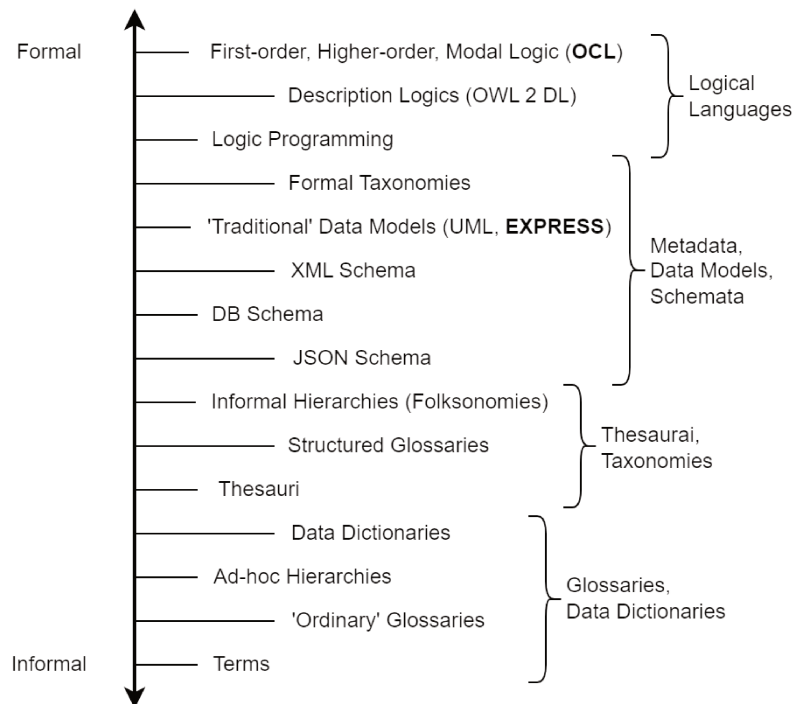 Formal
First-order, Higher-order, Modal Logic (OCL)
Description Logics (OWL 2 DL)
Logic Programming
Logical
Languages
Formal Taxonomies
'Traditional' Data Models (UML, EXPRESS)
XML Schema
DB Schema
JSON Schema
Metadata,
Data Models,
Schemata
Informal Hierarchies (Folksonomies)
Structured Glossaries
Thesauri
Thesaurai,
Taxonomies
Data Dictionaries
Ad-hoc Hierarchies
'Ordinary' Glossaries
Informal
Terms
Glossaries,
Data Dictionaries